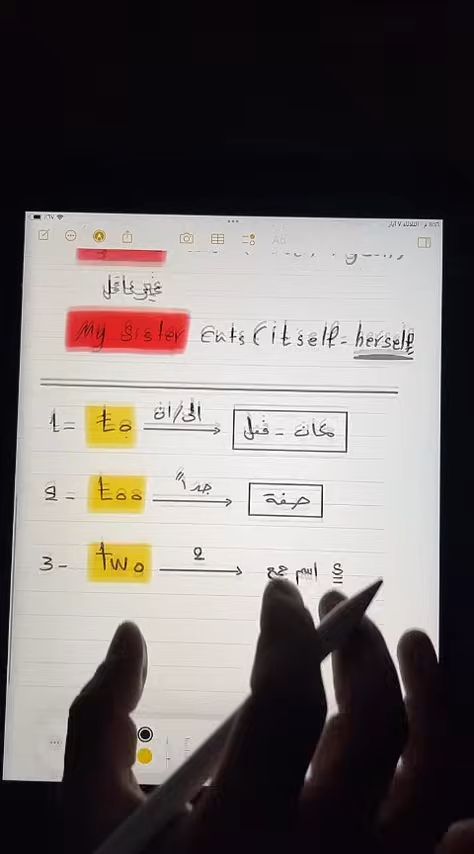 غير عاقل
My sister cuts (itself - herself
1= to الى/ان مكان - فعل
2- too جداً صفة
3- two 2 اسم جمع s